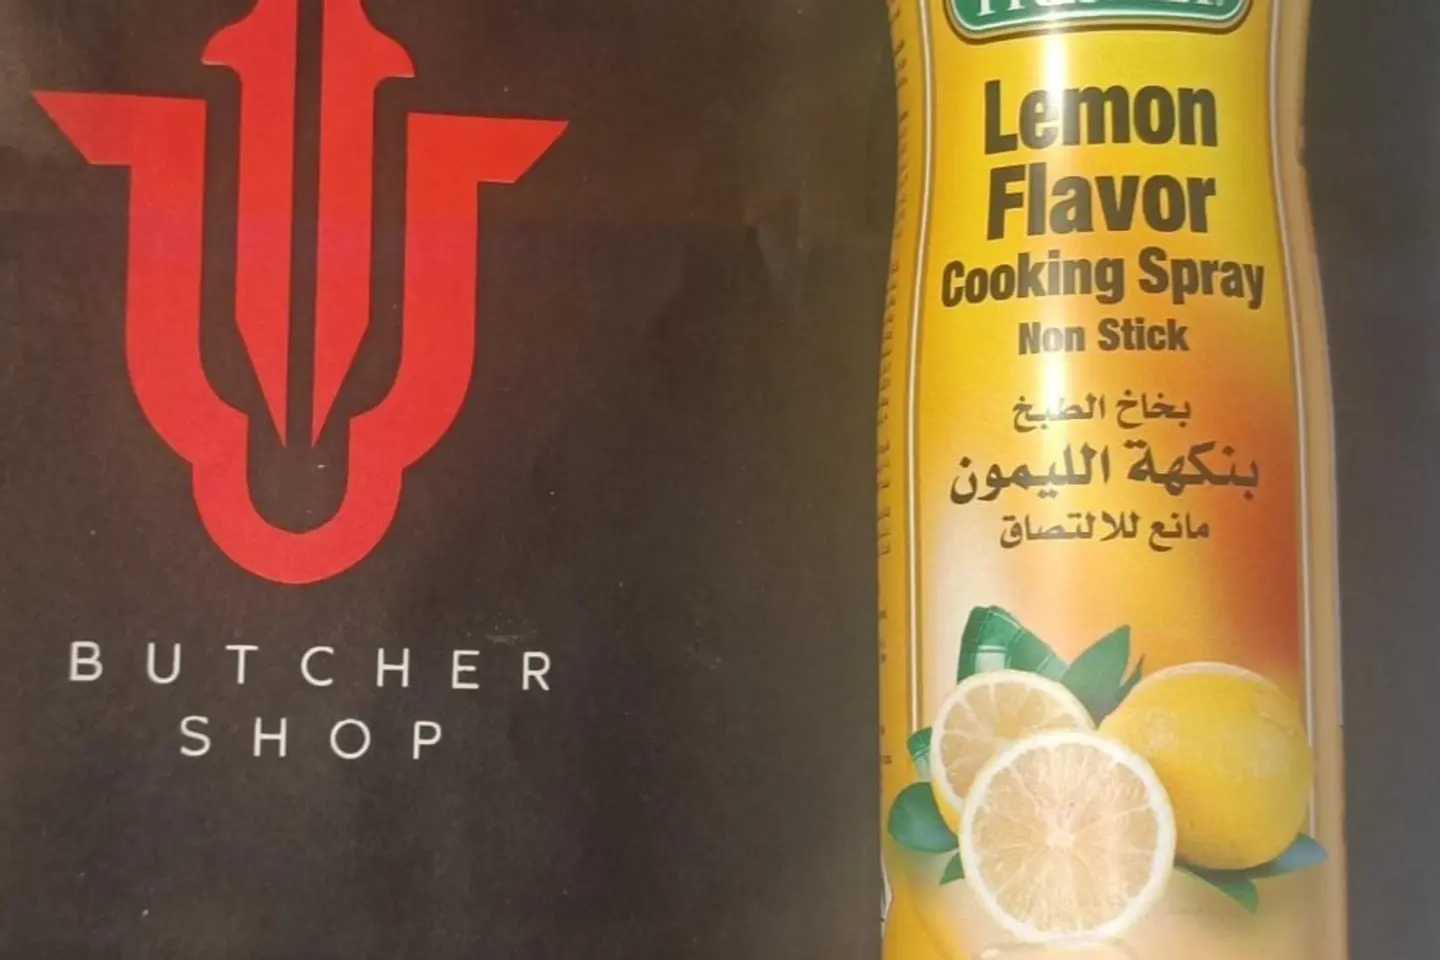 BUTCHER
SHOP
Lemon
Flavor
Cooking Spray
Non Stick
بخاخ الطبخ
بنكهة الليمون
مانع للالتصاق